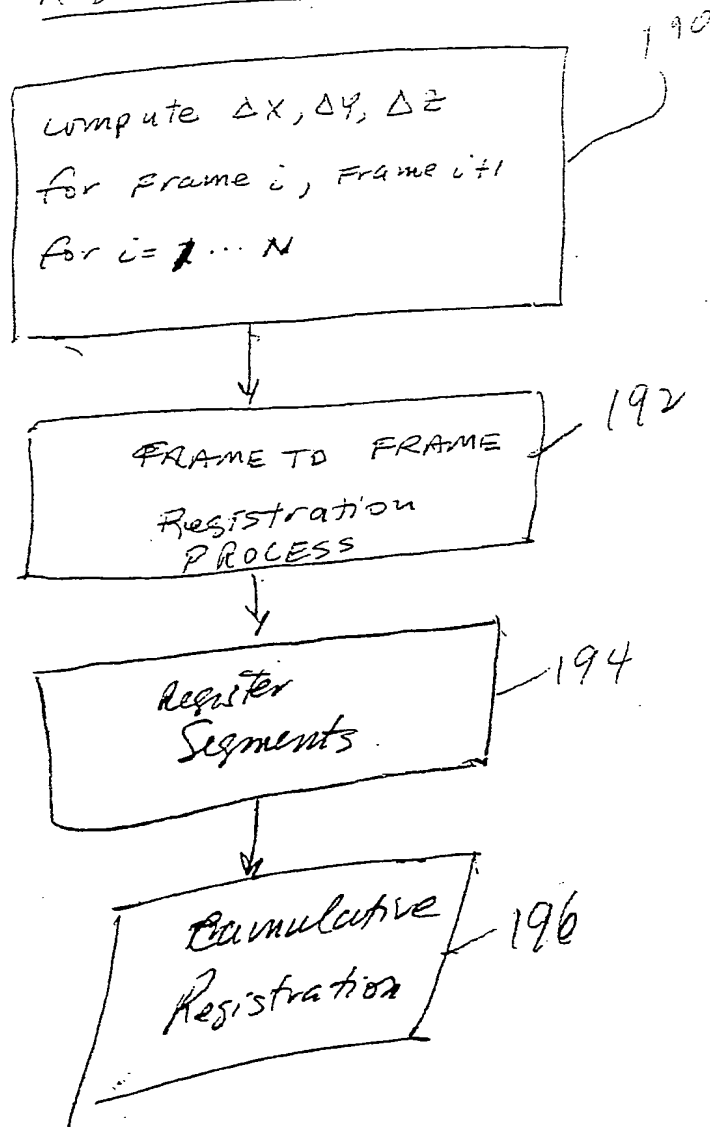 190
compute ΔX, ΔY, ΔZ
for Frame i, Frame i+1
for i= 1 ... N
192
FRAME TO FRAME
Registration
PROCESS
194
Register
Segments
196
Cumulative
Registration